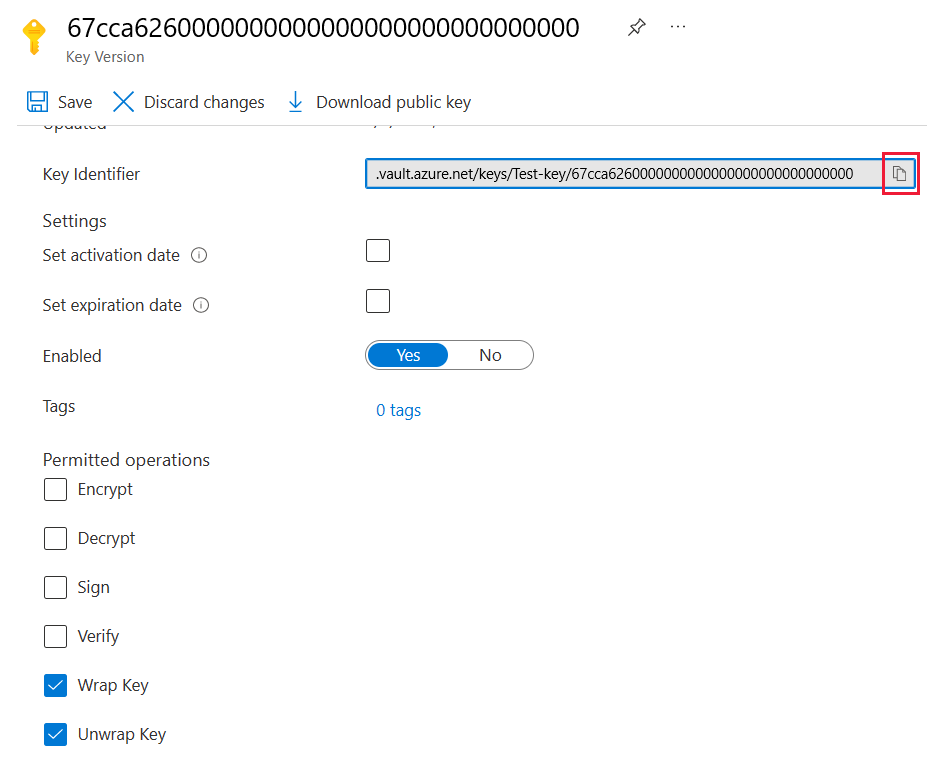 67cca626000000000000000000000000
Key Version
Save
Discard changes
Download public key
Key Identifier
.vault.azure.net/keys/Test-key/67cca626000000000000000000000000
Settings
Set activation date
Set expiration date
Enabled
Yes No
Tags
0 tags
Permitted operations
Encrypt
Decrypt
Sign
Verify
Wrap Key
Unwrap Key